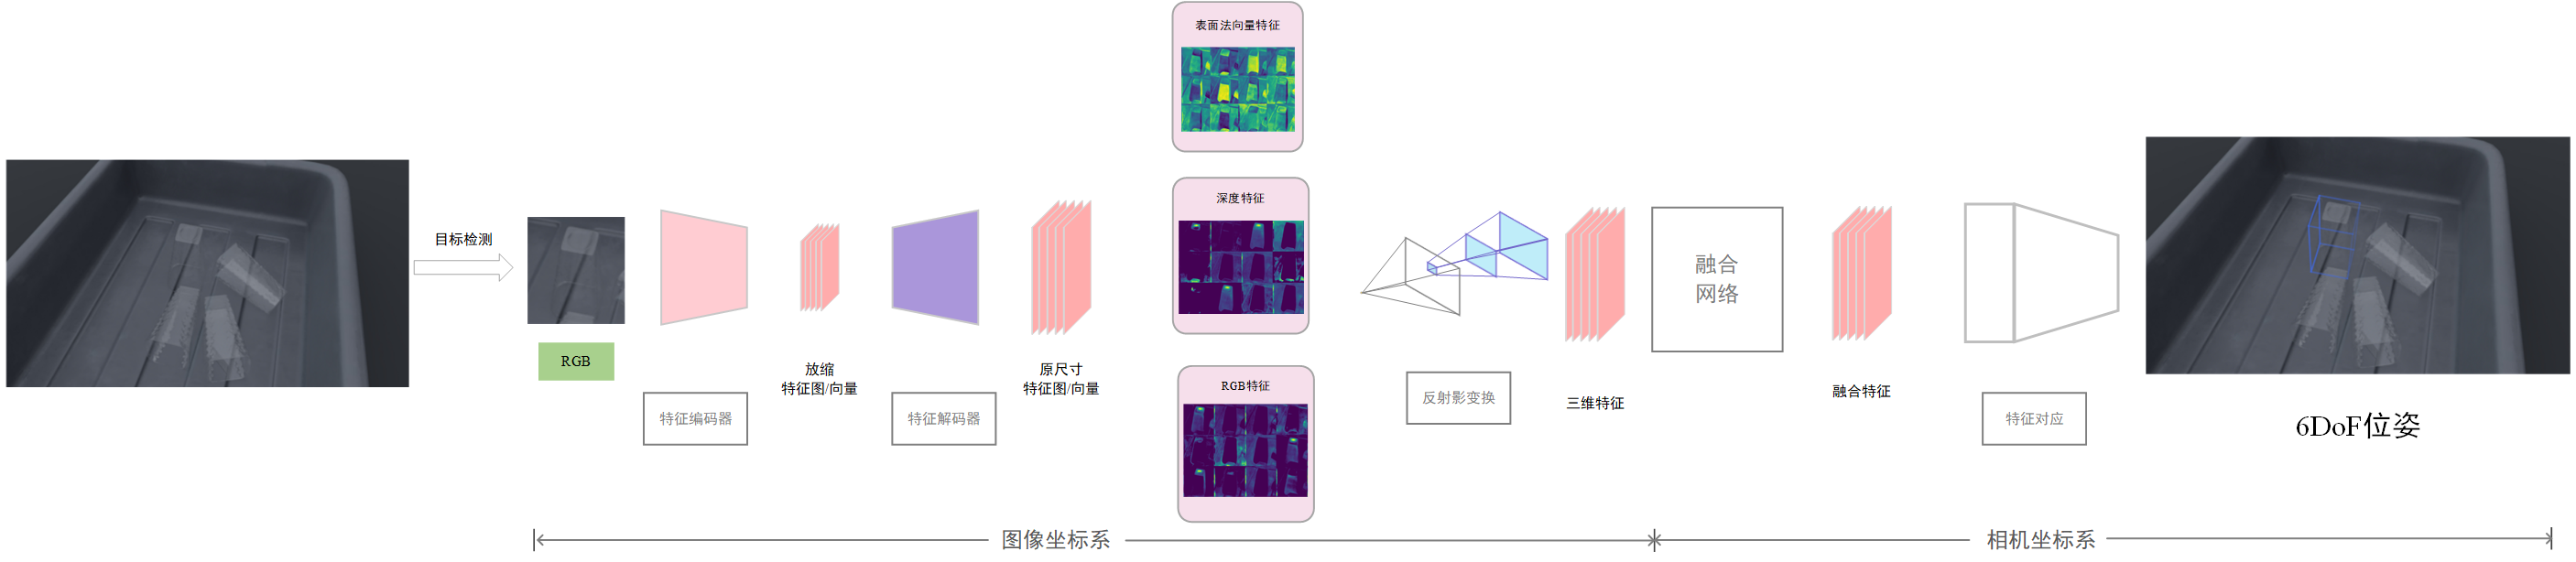 目标检测
RGB
特征编码器
放缩
特征图/向量
特征解码器
原尺寸
特征图/向量
表面法向量特征
深度特征
RGB特征
反射影变换
三维特征
融合
网络
融合特征
特征对应
6DoF位姿
图像坐标系
相机坐标系